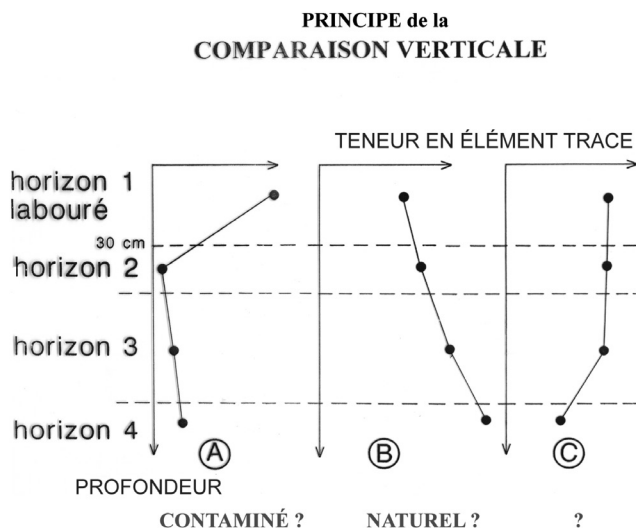 PRINCIPE de la
COMPARAISON VERTICALE
TENEUR EN ÉLÉMENT TRACE
horizon 1
labouré
30 cm
horizon 2
horizon 3
horizon 4
A B C
PROFONDEUR
CONTAMINÉ ? NATUREL ? ?